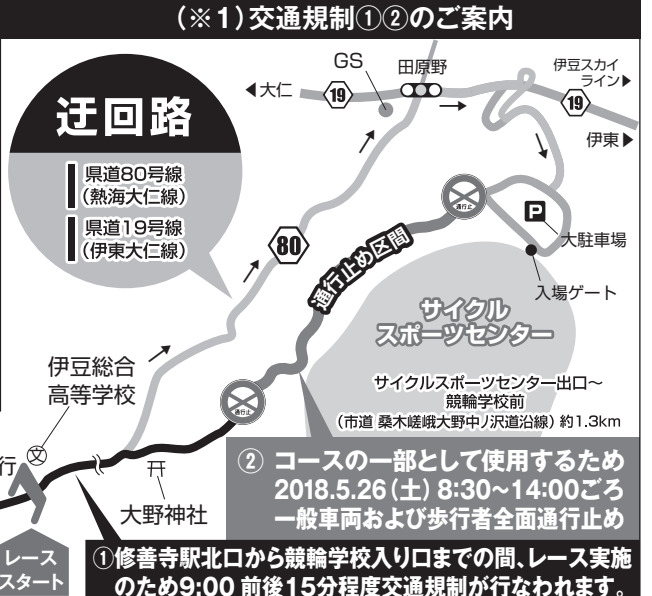 (※1)交通規制①②のご案内
GS
田原野
伊豆スカイ
ライン▶
◀大仁
19
19
伊東▶
迂回路
県道80号線
(熱海大仁線)
県道19号線
(伊東大仁線)
通行止
P
大駐車場
80
通行止め区間
入場ゲート
サイクル
スポーツセンター
伊豆総合
高等学校
サイクルスポーツセンター出口~
競輪学校前
(市道 桑木嵯峨大野中ノ沢道沿線) 約1.3km
通行止
行
文
大野神社
② コースの一部として使用するため
2018.5.26(土) 8:30~14:00ごろ
一般車両および歩行者全面通行止め
レース
スタート
①修善寺駅北口から競輪学校入り口までの間、レース実施
のため9:00 前後15分程度交通規制が行なわれます。